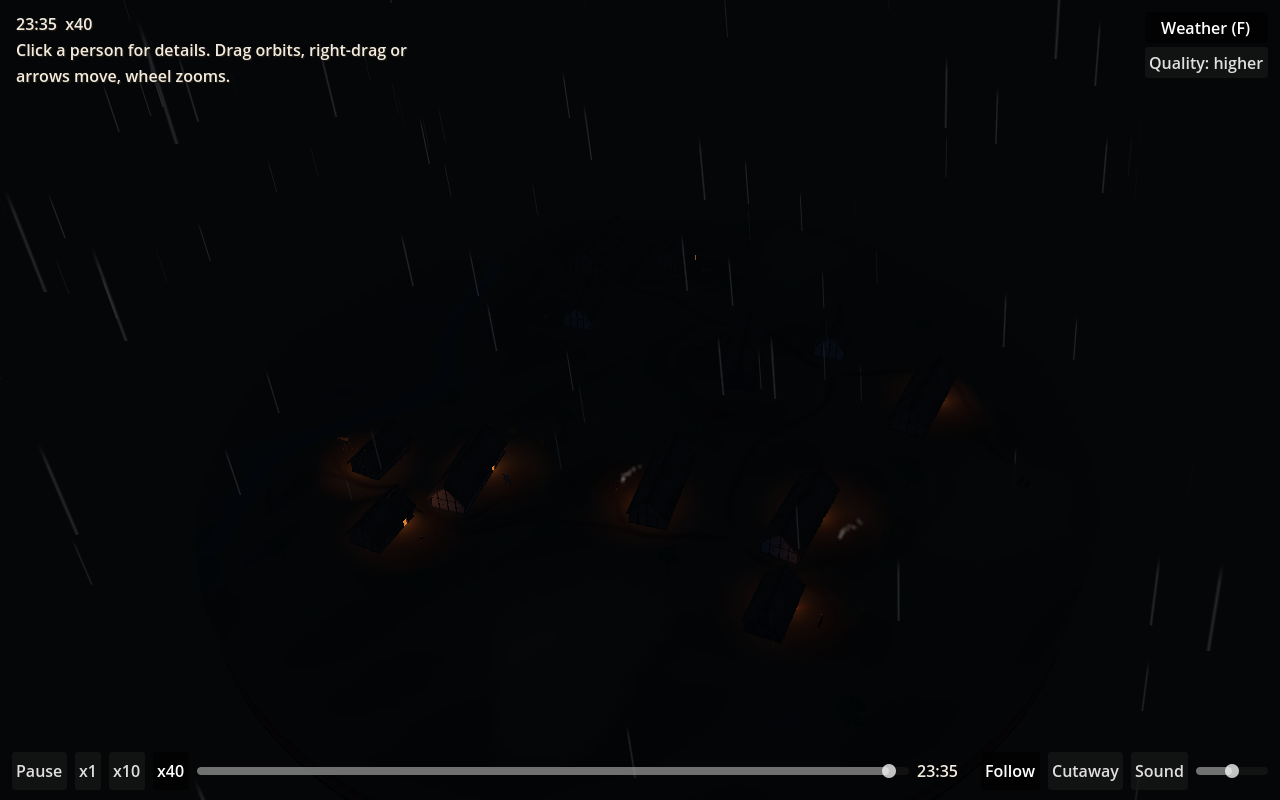 23:35 x40
Click a person for details. Drag orbits, right-drag or
arrows move, wheel zooms.
Weather (F)
Quality: higher
Pause x1 x10 x40 23:35 Follow Cutaway Sound